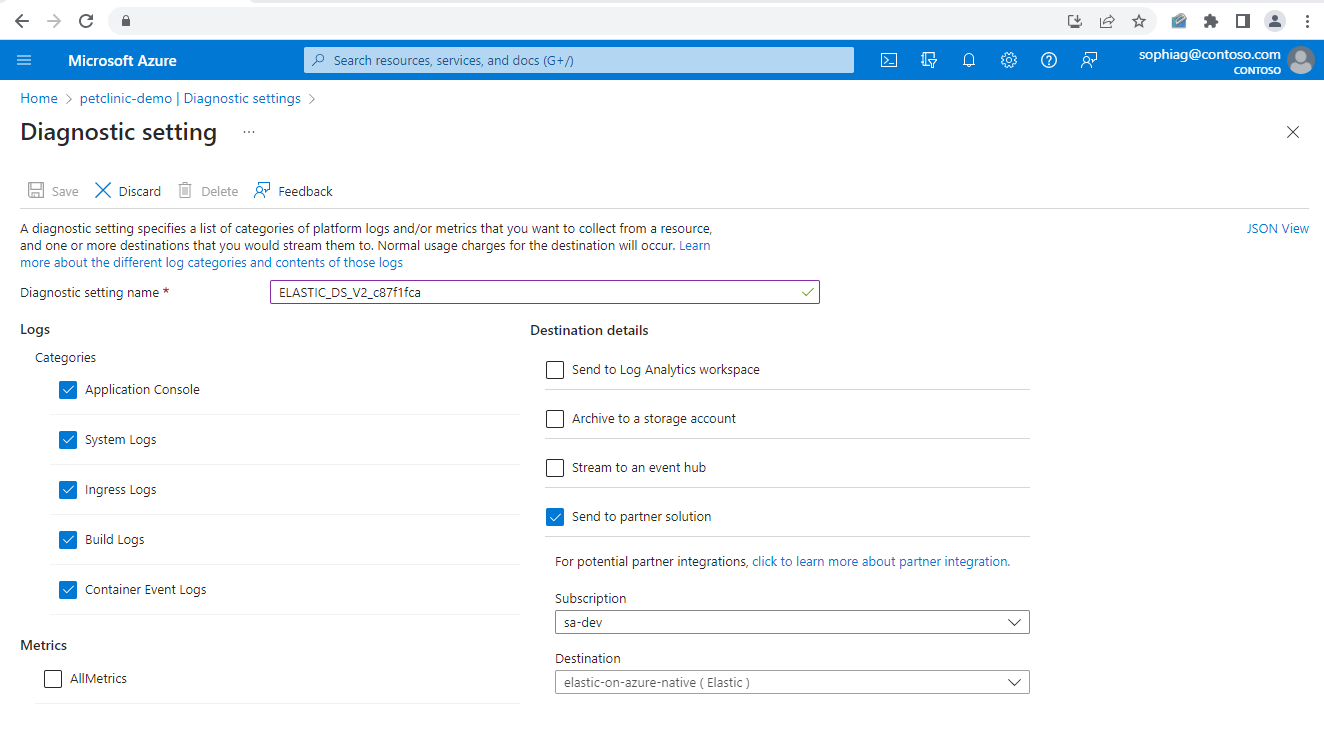 Microsoft Azure
Search resources, services, and docs (G+/)
sophiag@contoso.com
CONTOSO
Home > petclinic-demo | Diagnostic settings >
Diagnostic setting ...
Save Discard Delete Feedback
A diagnostic setting specifies a list of categories of platform logs and/or metrics that you want to collect from a resource,
and one or more destinations that you would stream them to. Normal usage charges for the destination will occur. Learn
more about the different log categories and contents of those logs
JSON View
Diagnostic setting name *
ELASTIC_DS_V2_c87f1fca
Logs
Categories
Application Console
System Logs
Ingress Logs
Build Logs
Container Event Logs
Metrics
AllMetrics
Destination details
Send to Log Analytics workspace
Archive to a storage account
Stream to an event hub
Send to partner solution
For potential partner integrations, click to learn more about partner integration.
Subscription
sa-dev
Destination
elastic-on-azure-native ( Elastic )